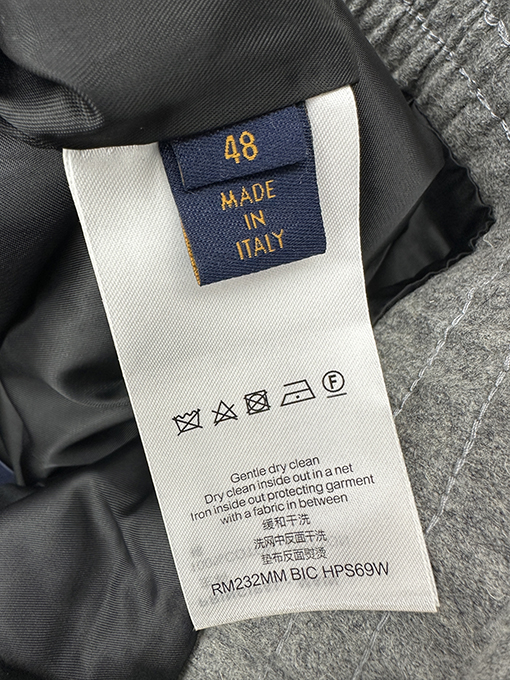 48
MADE
IN
ITALY
F
Gentle dry clean
Dry clean inside out in a net
Iron inside out protecting garment
with a fabric in between
缓和干洗
洗网中反面干洗
垫布反面熨烫
RM232MM BIC HPS69W